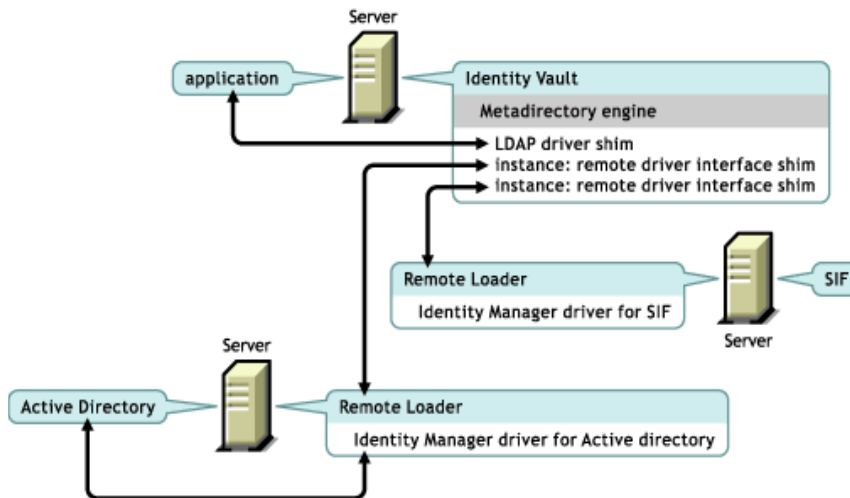 Server
application
Identity Vault
Metadirectory engine
LDAP driver shim
instance: remote driver interface shim
instance: remote driver interface shim
Remote Loader
Identity Manager driver for SIF
SIF
Server
Server
Active Directory
Remote Loader
Identity Manager driver for Active directory